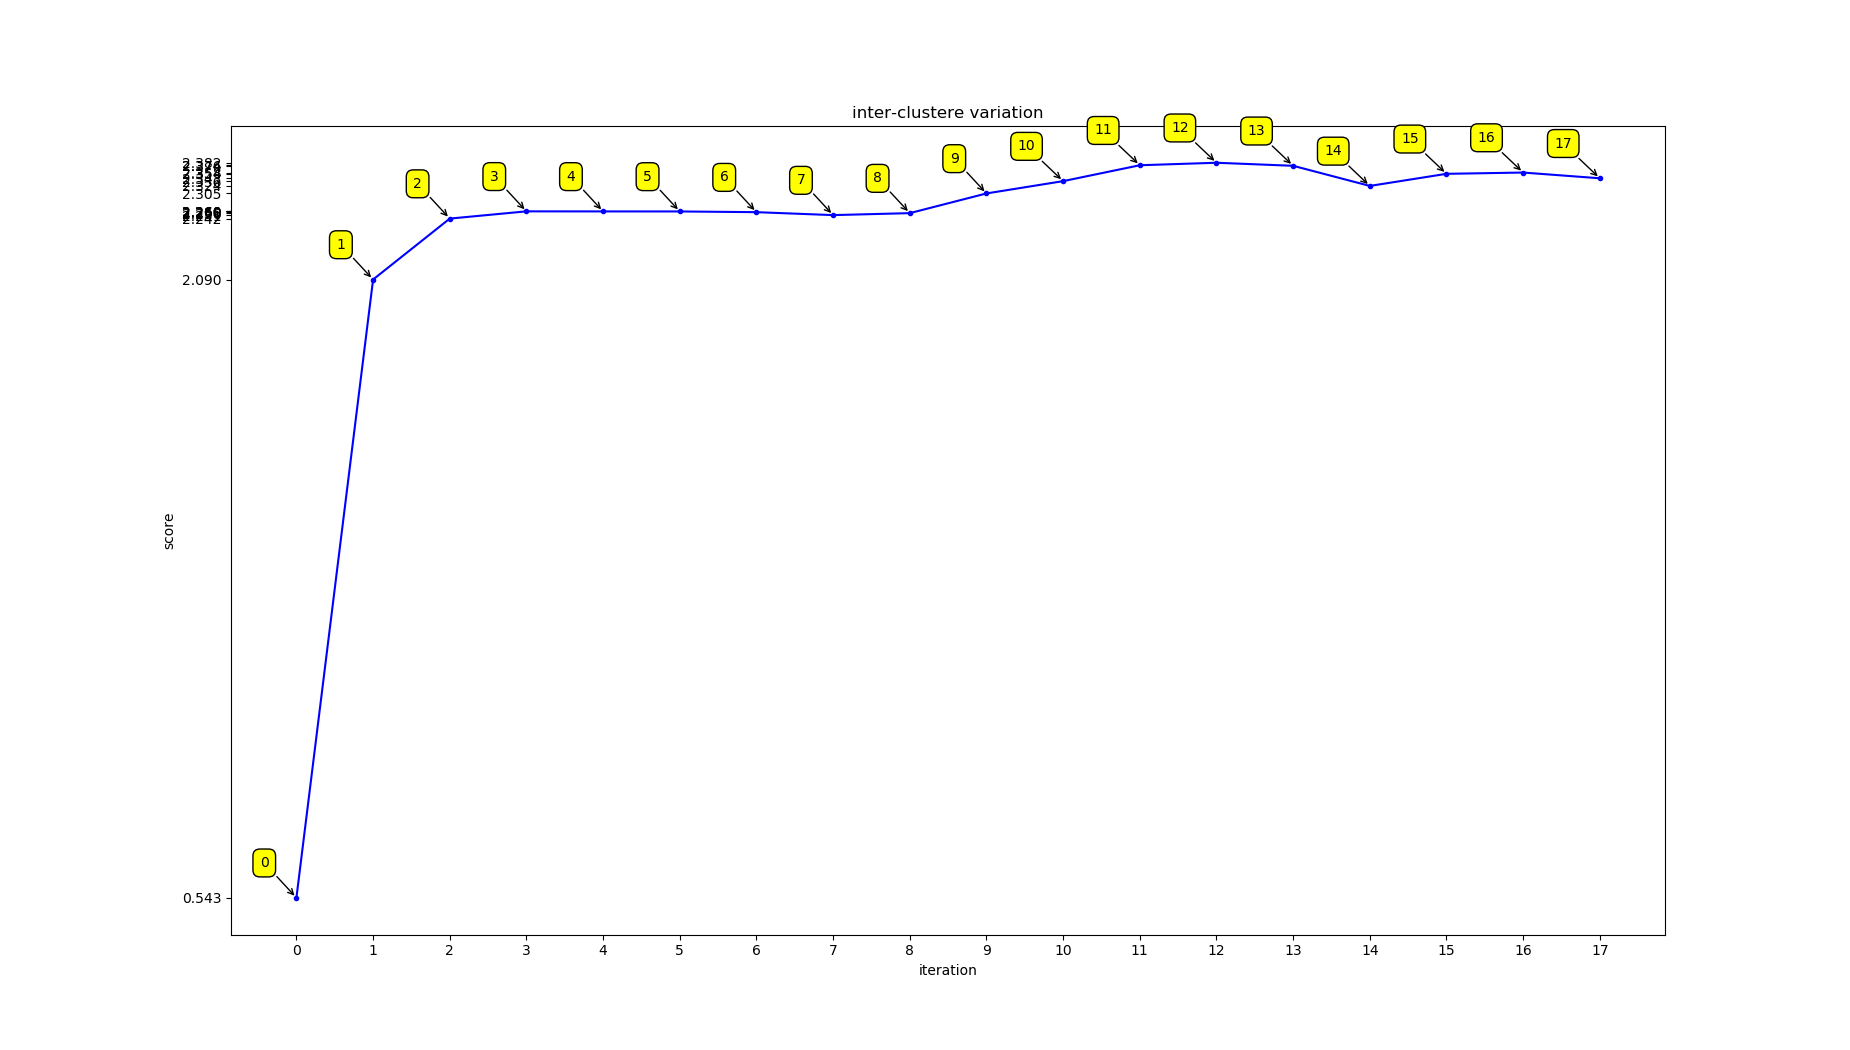 inter-clustere variation
11 12 13
10 15 16 17
9 14
2 3 4 5 6 7 8
1
0
2.305
2.242
2.090
0.543
score
0 1 2 3 4 5 6 7 8 9 10 11 12 13 14 15 16 17
iteration